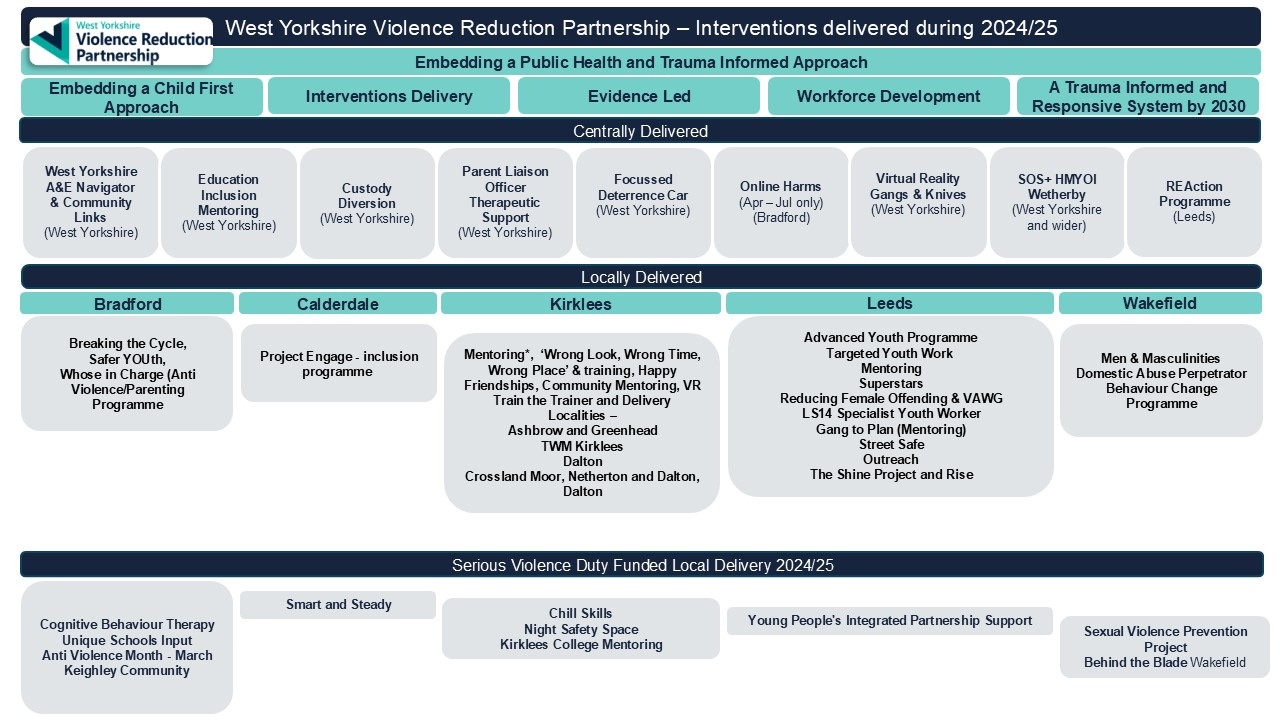 West Yorkshire
Violence Reduction
Partnership
West Yorkshire Violence Reduction Partnership – Interventions delivered during 2024/25
Embedding a Public Health and Trauma Informed Approach
Embedding a Child First
Approach
Interventions Delivery
Evidence Led
Workforce Development
A Trauma Informed and
Responsive System by 2030
Centrally Delivered
West Yorkshire
A&E Navigator
& Community
Links
(West Yorkshire)
Education
Inclusion
Mentoring
(West Yorkshire)
Custody
Diversion
(West Yorkshire)
Parent Liaison
Officer
Therapeutic
Support
(West Yorkshire)
Focussed
Deterrence Car
(West Yorkshire)
Online Harms
(Apr – Jul only)
(Bradford)
Virtual Reality
Gangs & Knives
(West Yorkshire)
SOS+ HMYOI
Wetherby
(West Yorkshire
and wider)
REAction
Programme
(Leeds)
Locally Delivered
Bradford
Breaking the Cycle,
Safer YOUth,
Whose in Charge (Anti
Violence/Parenting
Programme
Calderdale
Project Engage - inclusion
programme
Kirklees
Mentoring*, ‘Wrong Look, Wrong Time,
Wrong Place’ & training, Happy
Friendships, Community Mentoring, VR
Train the Trainer and Delivery
Localities –
Ashbrow and Greenhead
TWM Kirklees
Dalton
Crossland Moor, Netherton and Dalton,
Dalton
Leeds
Advanced Youth Programme
Targeted Youth Work
Mentoring
Superstars
Reducing Female Offending & VAWG
LS14 Specialist Youth Worker
Gang to Plan (Mentoring)
Street Safe
Outreach
The Shine Project and Rise
Wakefield
Men & Masculinities
Domestic Abuse Perpetrator
Behaviour Change
Programme
Serious Violence Duty Funded Local Delivery 2024/25
Cognitive Behaviour Therapy
Unique Schools Input
Anti Violence Month - March
Keighley Community
Smart and Steady
Chill Skills
Night Safety Space
Kirklees College Mentoring
Young People's Integrated Partnership Support
Sexual Violence Prevention
Project
Behind the Blade Wakefield